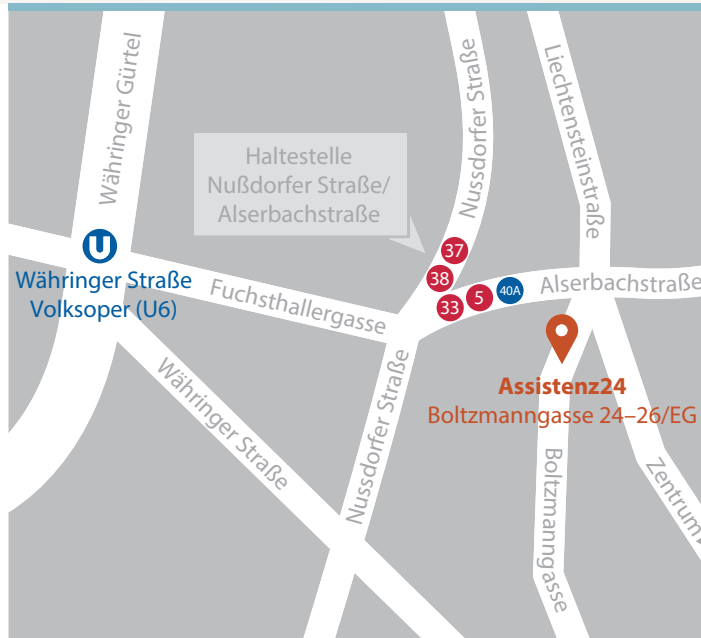 Währinger Gürtel
Nussdorfer Straße
Liechtensteinstraße
Haltestelle
Nußdorfer Straße/
Alserbachstraße
U
Währinger Straße
Volksoper (U6)
37
38
33
5
40A
Alserbachstraße
Fuchsthallergasse
Assistenz24
Boltzmanngasse 24–26/EG
Währinger Straße
Nussdorfer Straße
Boltzmanngasse
Zentrum